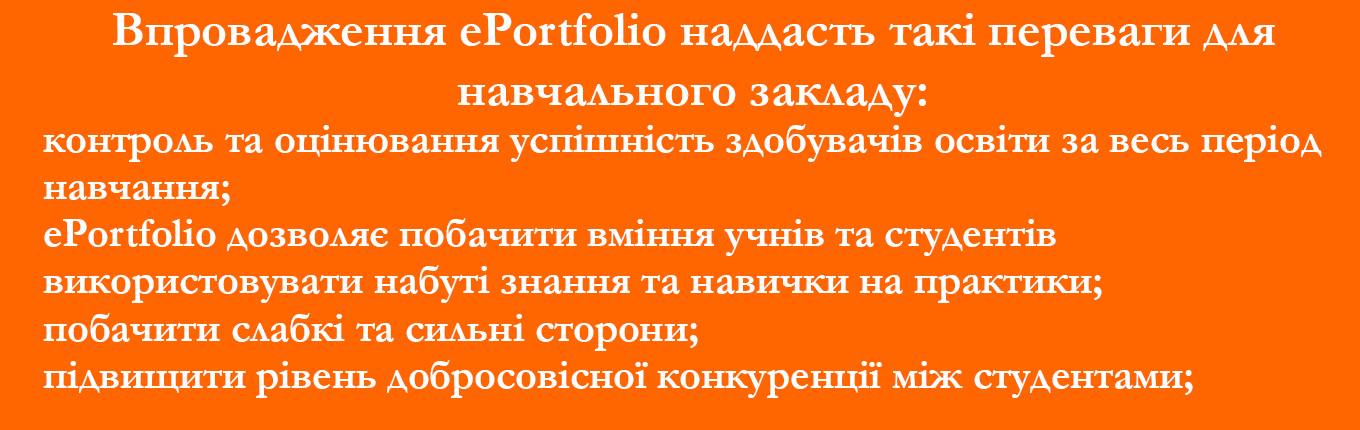 Впровадження ePortfolio наддасть такі переваги для
навчального закладу:
контроль та оцінювання успішність здобувачів освіти за весь період
навчання;
ePortfolio дозволяє побачити вміння учнів та студентів
використовувати набуті знання та навички на практики;
побачити слабкі та сильні сторони;
підвищити рівень добросовісної конкуренції між студентами;